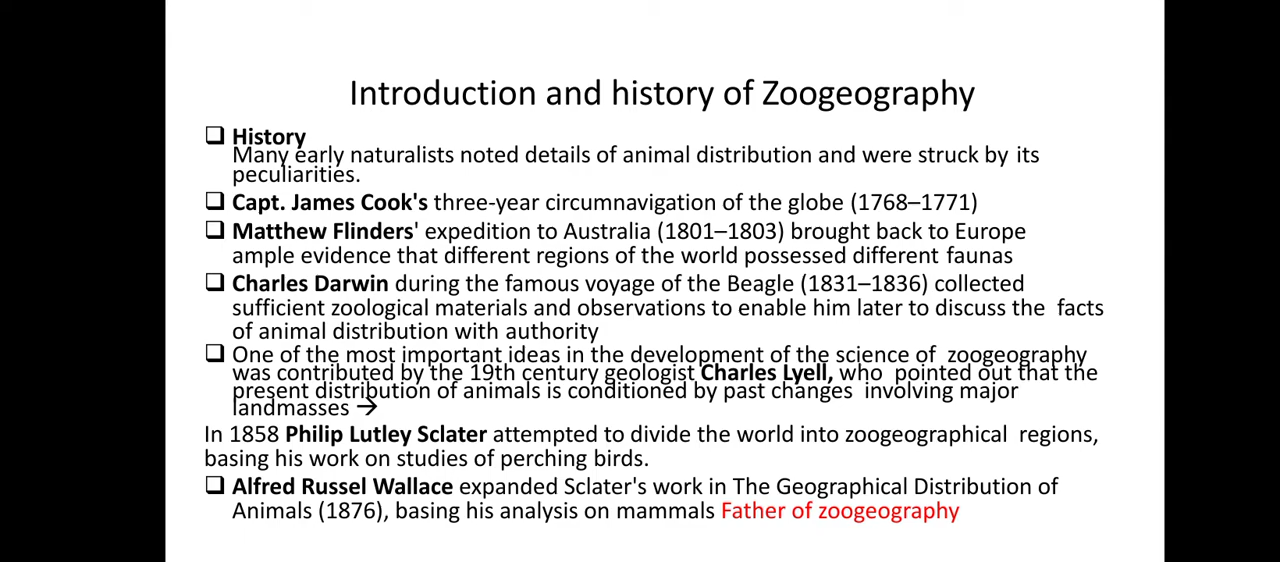 Introduction and history of Zoogeography
❑ History
Many early naturalists noted details of animal distribution and were struck by its
peculiarities.
❑ Capt. James Cook's three-year circumnavigation of the globe (1768–1771)
❑ Matthew Flinders' expedition to Australia (1801–1803) brought back to Europe
ample evidence that different regions of the world possessed different faunas
❑ Charles Darwin during the famous voyage of the Beagle (1831–1836) collected
sufficient zoological materials and observations to enable him later to discuss the facts
of animal distribution with authority
❑ One of the most important ideas in the development of the science of zoogeography
was contributed by the 19th century geologist Charles Lyell, who pointed out that the
present distribution of animals is conditioned by past changes involving major
landmasses →
In 1858 Philip Lutley Sclater attempted to divide the world into zoogeographical regions,
basing his work on studies of perching birds.
❑ Alfred Russel Wallace expanded Sclater's work in The Geographical Distribution of
Animals (1876), basing his analysis on mammals Father of zoogeography